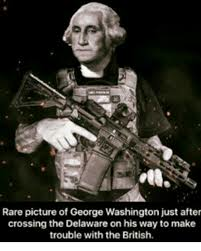 Rare picture of George Washington just after
crossing the Delaware on his way to make
trouble with the British.